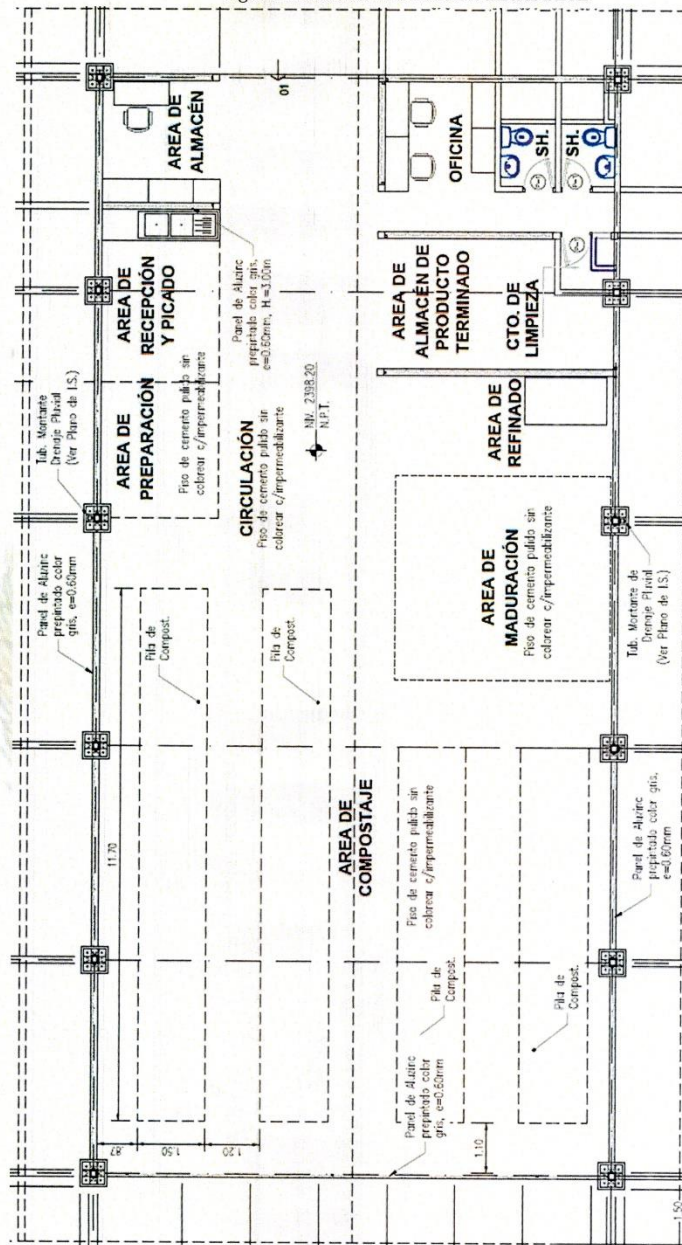 AREA DE
ALMACÉN
01
OFICINA
SH.
SH.
AREA DE
RECEPCIÓN
Y PICADO
Panel de Aluzinc
prepintado color gris,
e=0.60mm, H=3.00m
AREA DE
ALMACÉN DE
PRODUCTO
TERMINADO
CTO. DE
LIMPIEZA
Tub. Montante
Drenaje Pluvial
(Ver Plano de I.S.)
AREA DE
PREPARACIÓN
Piso de cemento pulido sin
colorear c/impermeabilizante
NIV. 2398.20
N.P.T.
CIRCULACIÓN
Piso de cemento pulido sin
colorear c/impermeabilizante
AREA DE
REFINADO
AREA DE
MADURACIÓN
Piso de cemento pulido sin
colorear c/impermeabilizante
Tub. Montante de
Drenaje Pluvial
(Ver Plano de I.S.)
Panel de Aluzinc
prepintado color
gris, e=0.60mm
Pila de
Compost.
Pila de
Compost.
11.70
AREA DE
COMPOSTAJE
Piso de cemento pulido sin
colorear c/impermeabilizante
Panel de Aluzinc
prepintado color gris,
e=0.60mm
Pila de
Compost.
Pila de
Compost.
Panel de Aluzinc
prepintado color
gris, e=0.60mm
.87
1.50
1.20
1.10
1.50